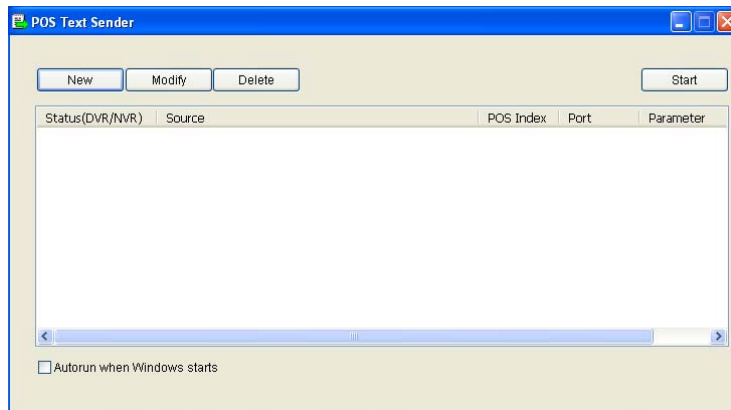 POS Text Sender
New Modify Delete Start
Status(DVR/NVR) Source POS Index Port Parameter
Autorun when Windows starts